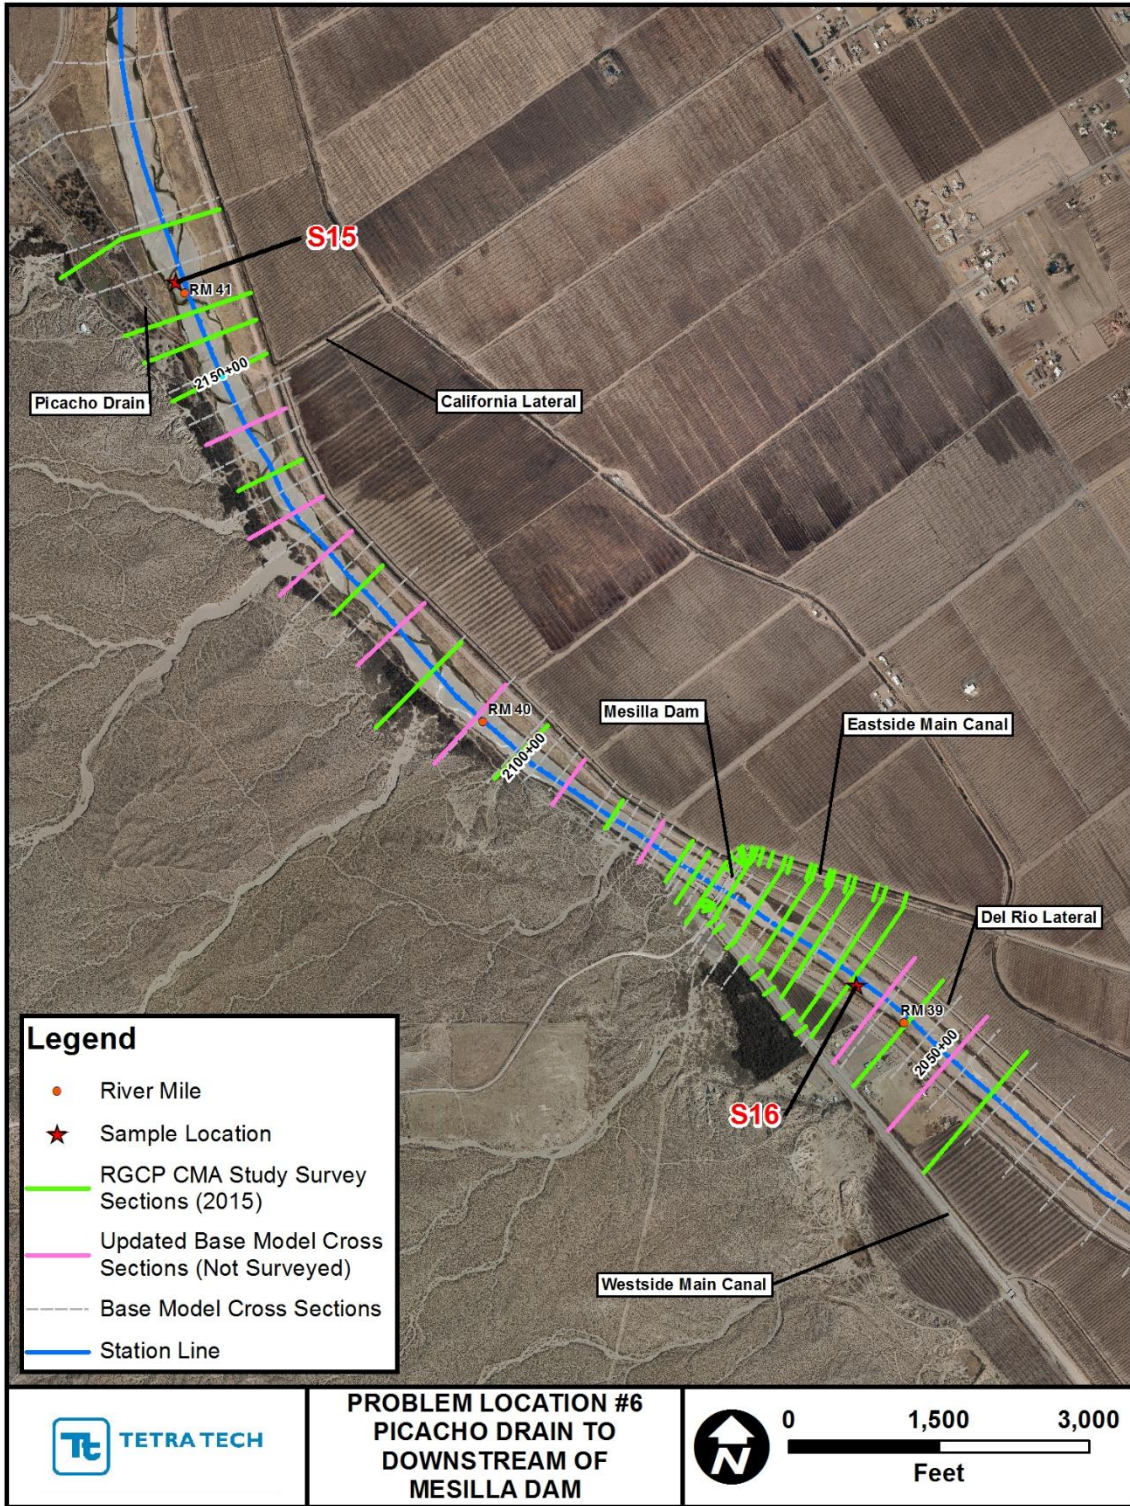 S15
RM 41
2150+00
Picacho Drain
California Lateral
RM 40
2100+00
Mesilla Dam
Eastside Main Canal
Del Rio Lateral
RM 39
2050+00
S16
Westside Main Canal
Legend
River Mile
Sample Location
RGCP CMA Study Survey
Sections (2015)
Updated Base Model Cross
Sections (Not Surveyed)
Base Model Cross Sections
Station Line
Tt TETRA TECH
PROBLEM LOCATION #6
PICACHO DRAIN TO
DOWNSTREAM OF
MESILLA DAM
N
0 1,500 3,000
Feet